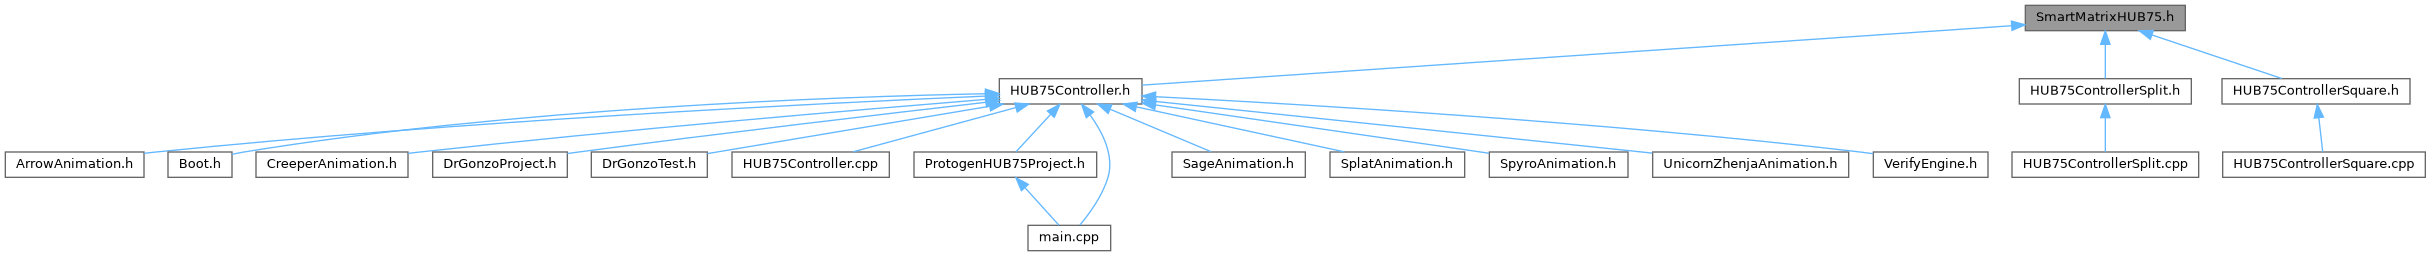 SmartMatrixHUB75.h
HUB75Controller.h
HUB75ControllerSplit.h
HUB75ControllerSquare.h
ArrowAnimation.h
Boot.h
CreeperAnimation.h
DrGonzoProject.h
DrGonzoTest.h
HUB75Controller.cpp
ProtogenHUB75Project.h
SageAnimation.h
SplatAnimation.h
SpyroAnimation.h
UnicornZhenjaAnimation.h
VerifyEngine.h
HUB75ControllerSplit.cpp
HUB75ControllerSquare.cpp
main.cpp